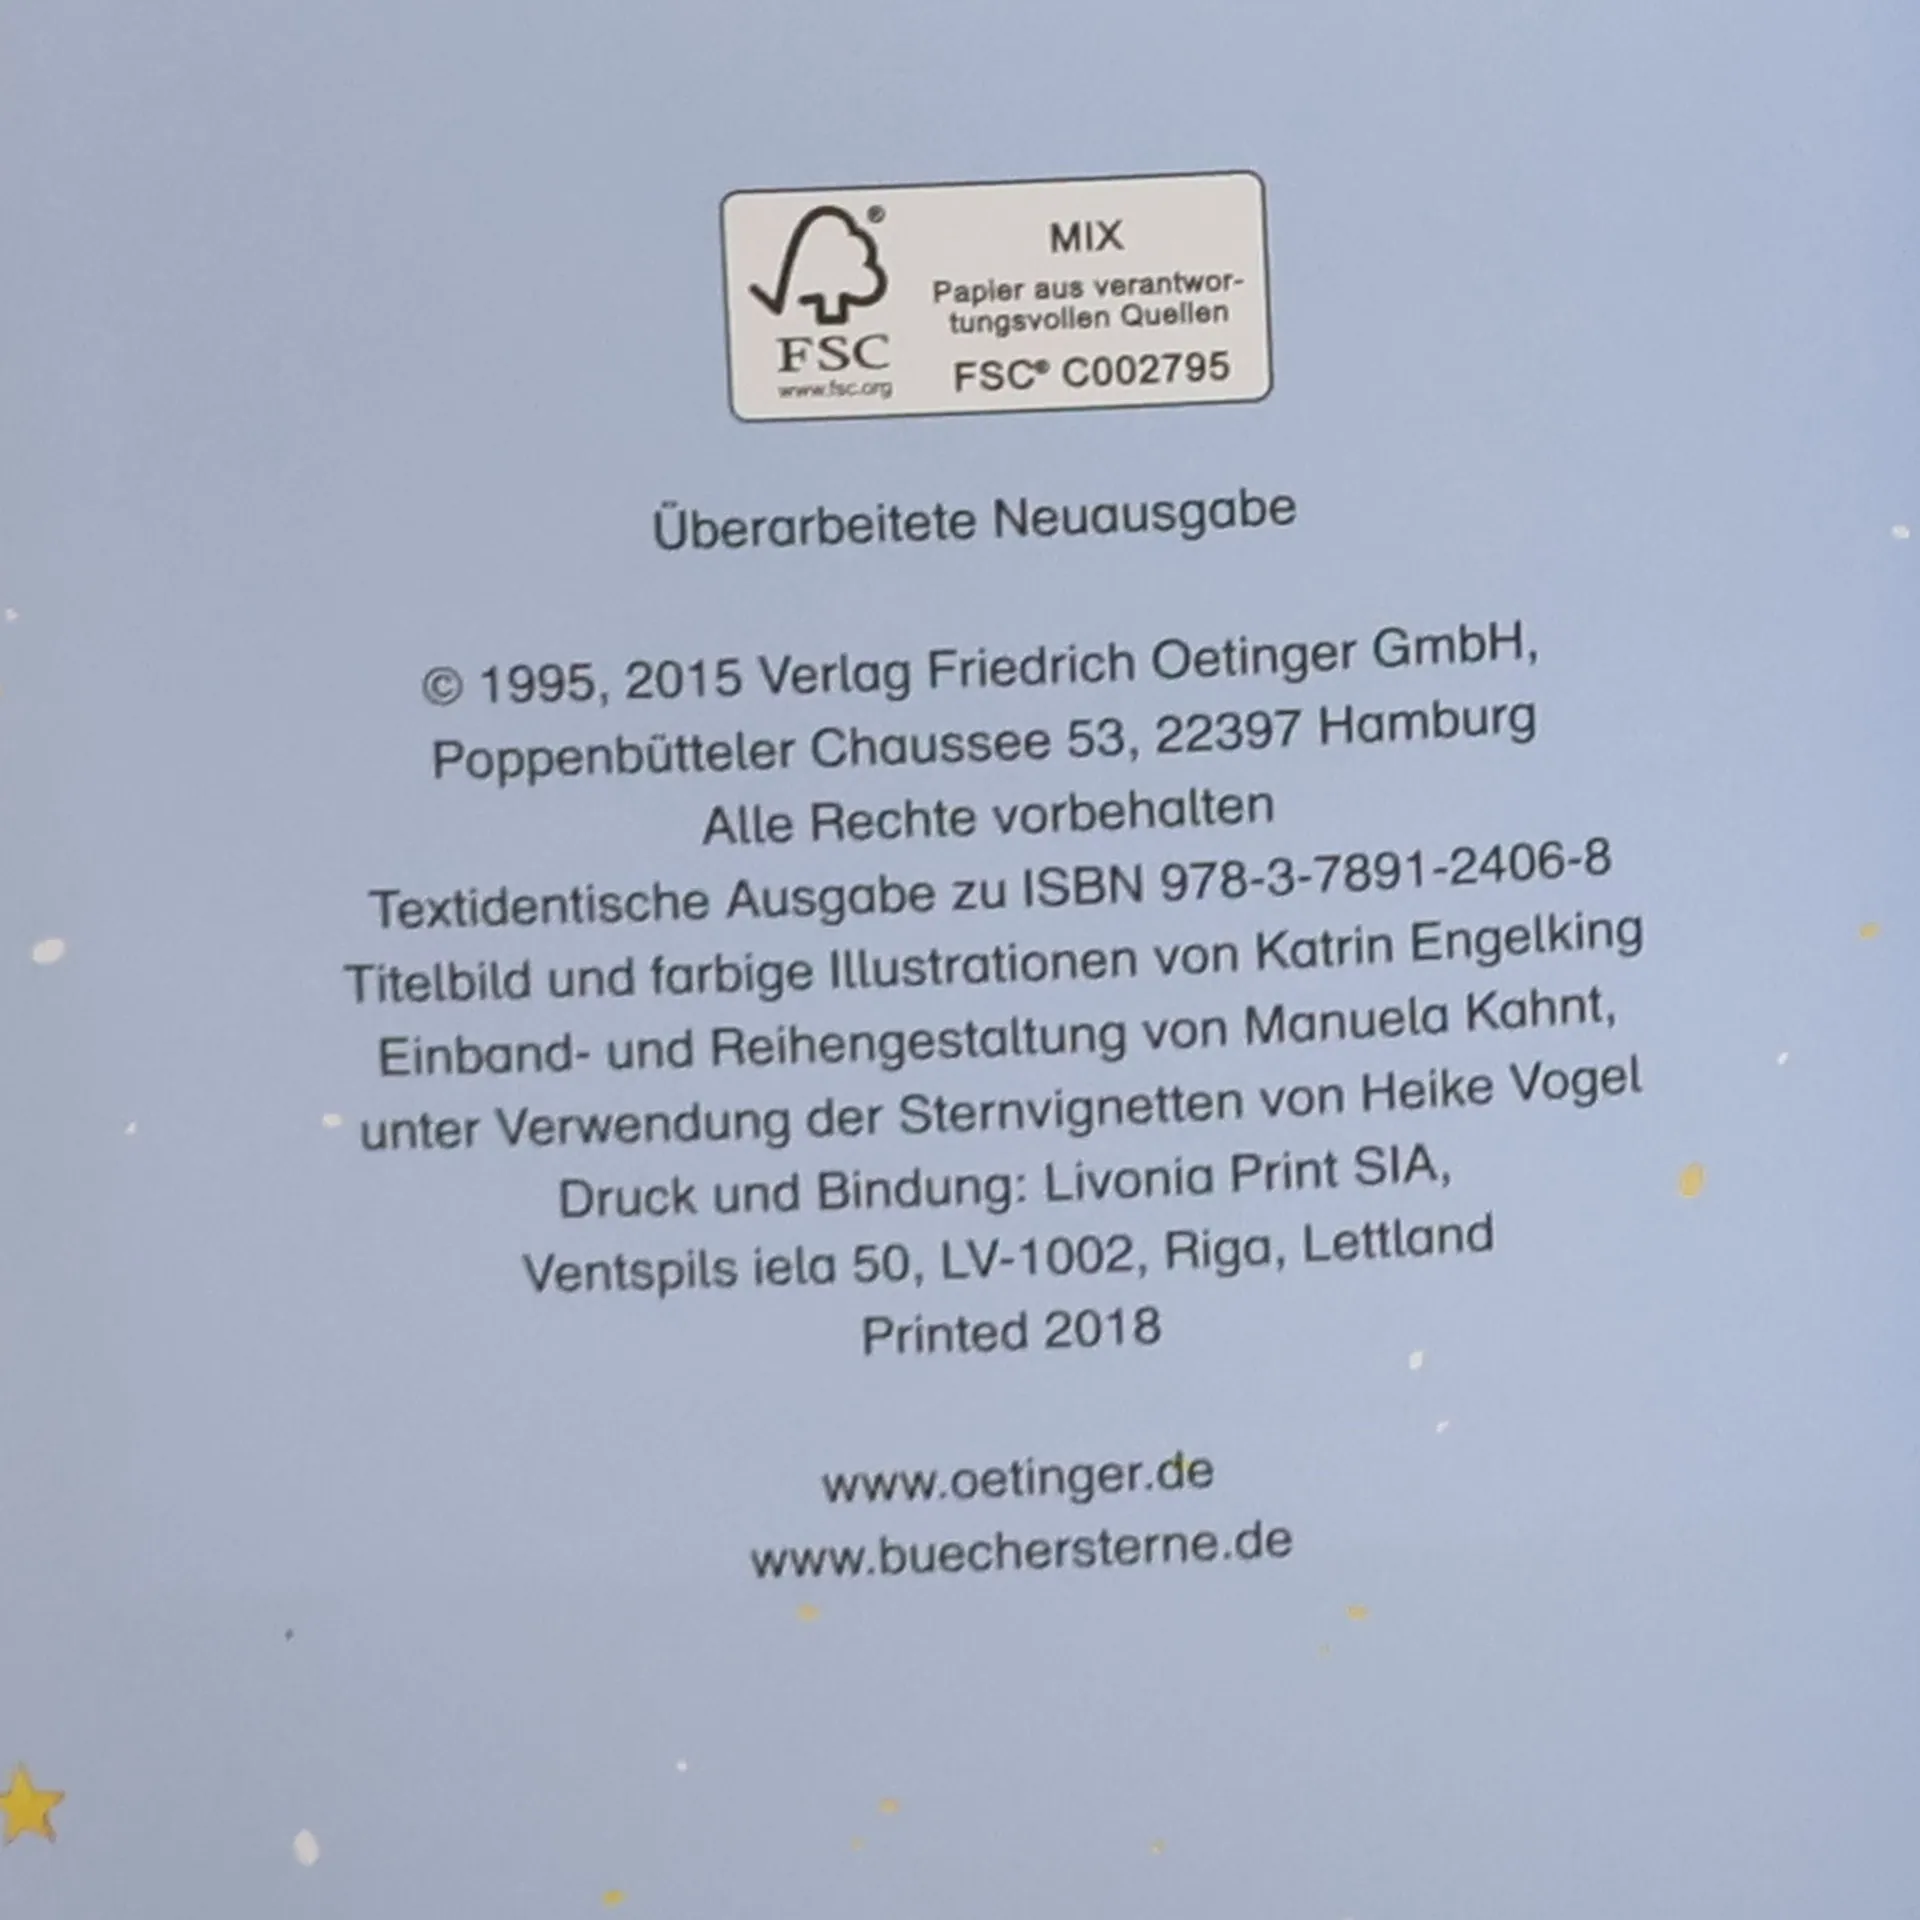 MIX
Papier aus verantwor-
tungsvollen Quellen
FSC® C002795
FSC
www.fsc.org
Überarbeitete Neuausgabe
© 1995, 2015 Verlag Friedrich Oetinger GmbH,
Poppenbütteler Chaussee 53, 22397 Hamburg
Alle Rechte vorbehalten
Textidentische Ausgabe zu ISBN 978-3-7891-2406-8
Titelbild und farbige Illustrationen von Katrin Engelking
Einband- und Reihengestaltung von Manuela Kahnt,
unter Verwendung der Sternvignetten von Heike Vogel
Druck und Bindung: Livonia Print SIA,
Ventspils iela 50, LV-1002, Riga, Lettland
Printed 2018
www.oetinger.de
www.buechersterne.de